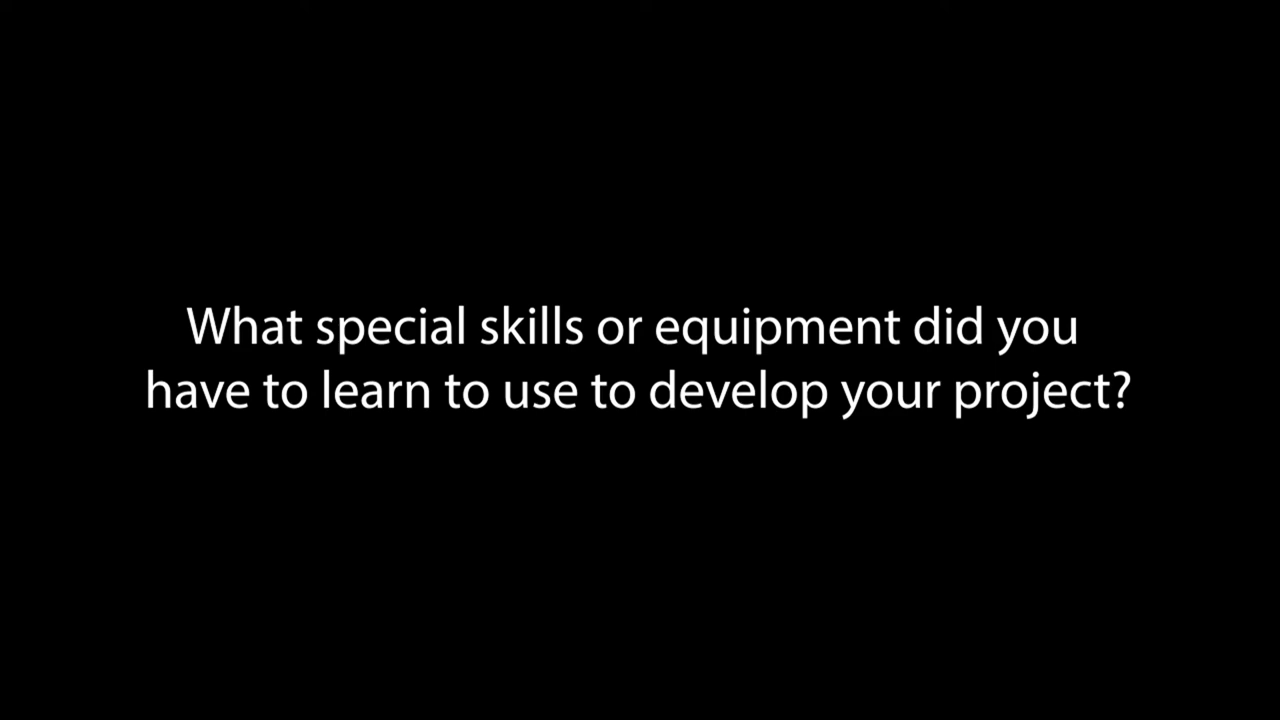 What special skills or equipment did you
have to learn to use to develop your project?